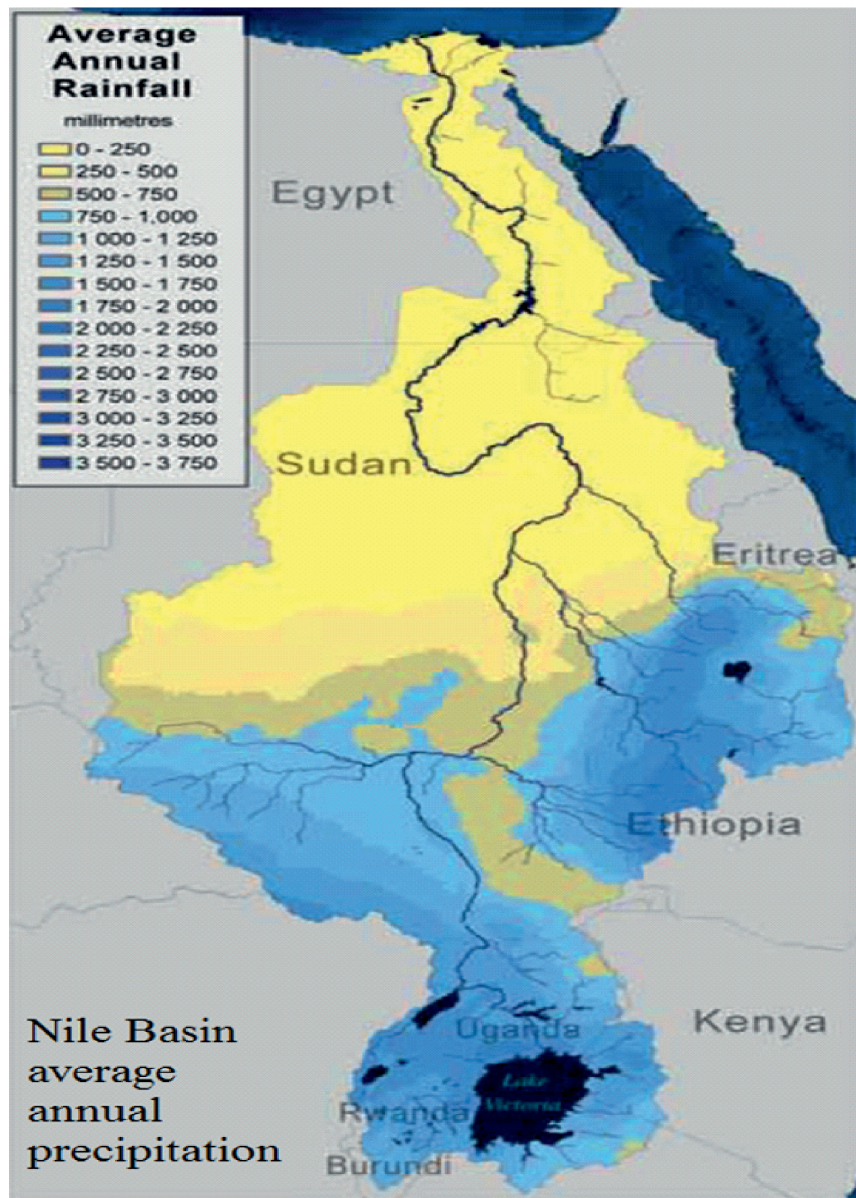 Average
Annual
Rainfall
millimetres
0 - 250
250 - 500
500 - 750
750 - 1,000
1 000 - 1 250
1 250 - 1 500
1 500 - 1 750
1 750 - 2 000
2 000 - 2 250
2 250 - 2 500
2 500 - 2 750
2 750 - 3 000
3 000 - 3 250
3 250 - 3 500
3 500 - 3 750
Egypt
Sudan
Eritrea
Ethiopia
Uganda
Kenya
Lake
Victoria
Rwanda
Burundi
Nile Basin
average
annual
precipitation